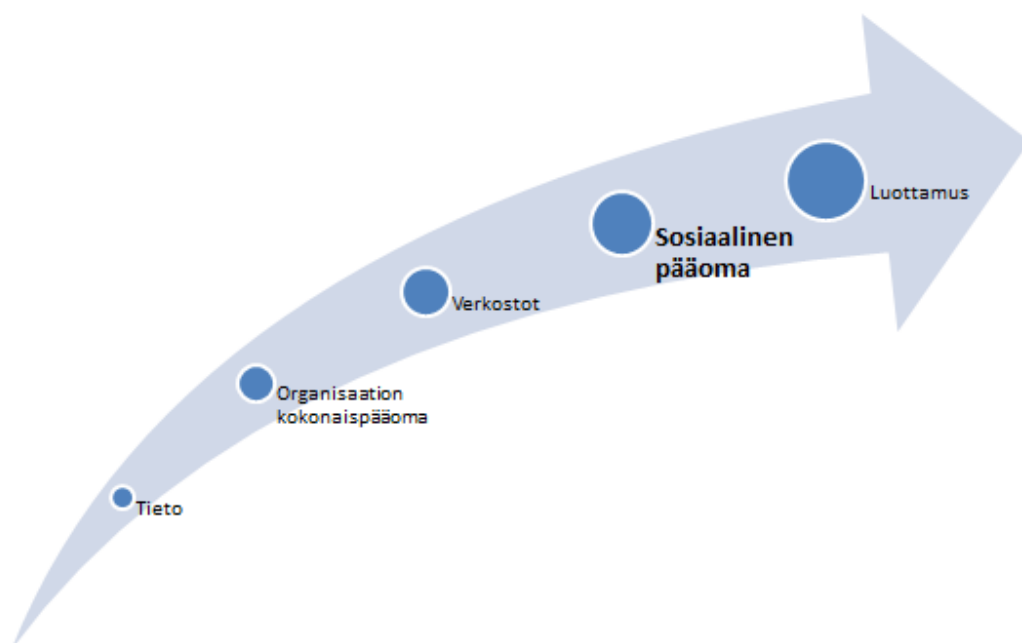 Luottamus
Sosiaalinen
pääoma
Verkostot
Organisaation
kokonaispääoma
Tieto